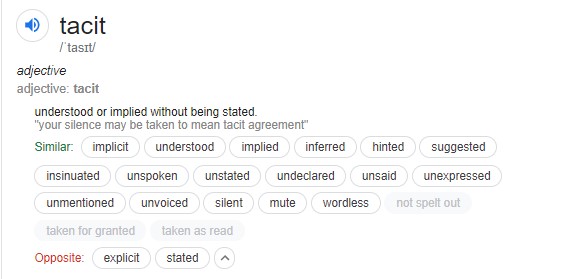 tacit
/ˈtasɪt/
adjective
adjective: tacit
understood or implied without being stated.
"your silence may be taken to mean tacit agreement"
Similar: implicit understood implied inferred hinted suggested
insinuated unspoken unstated undeclared unsaid unexpressed
unmentioned unvoiced silent mute wordless not spelt out
taken for granted taken as read
Opposite: explicit stated